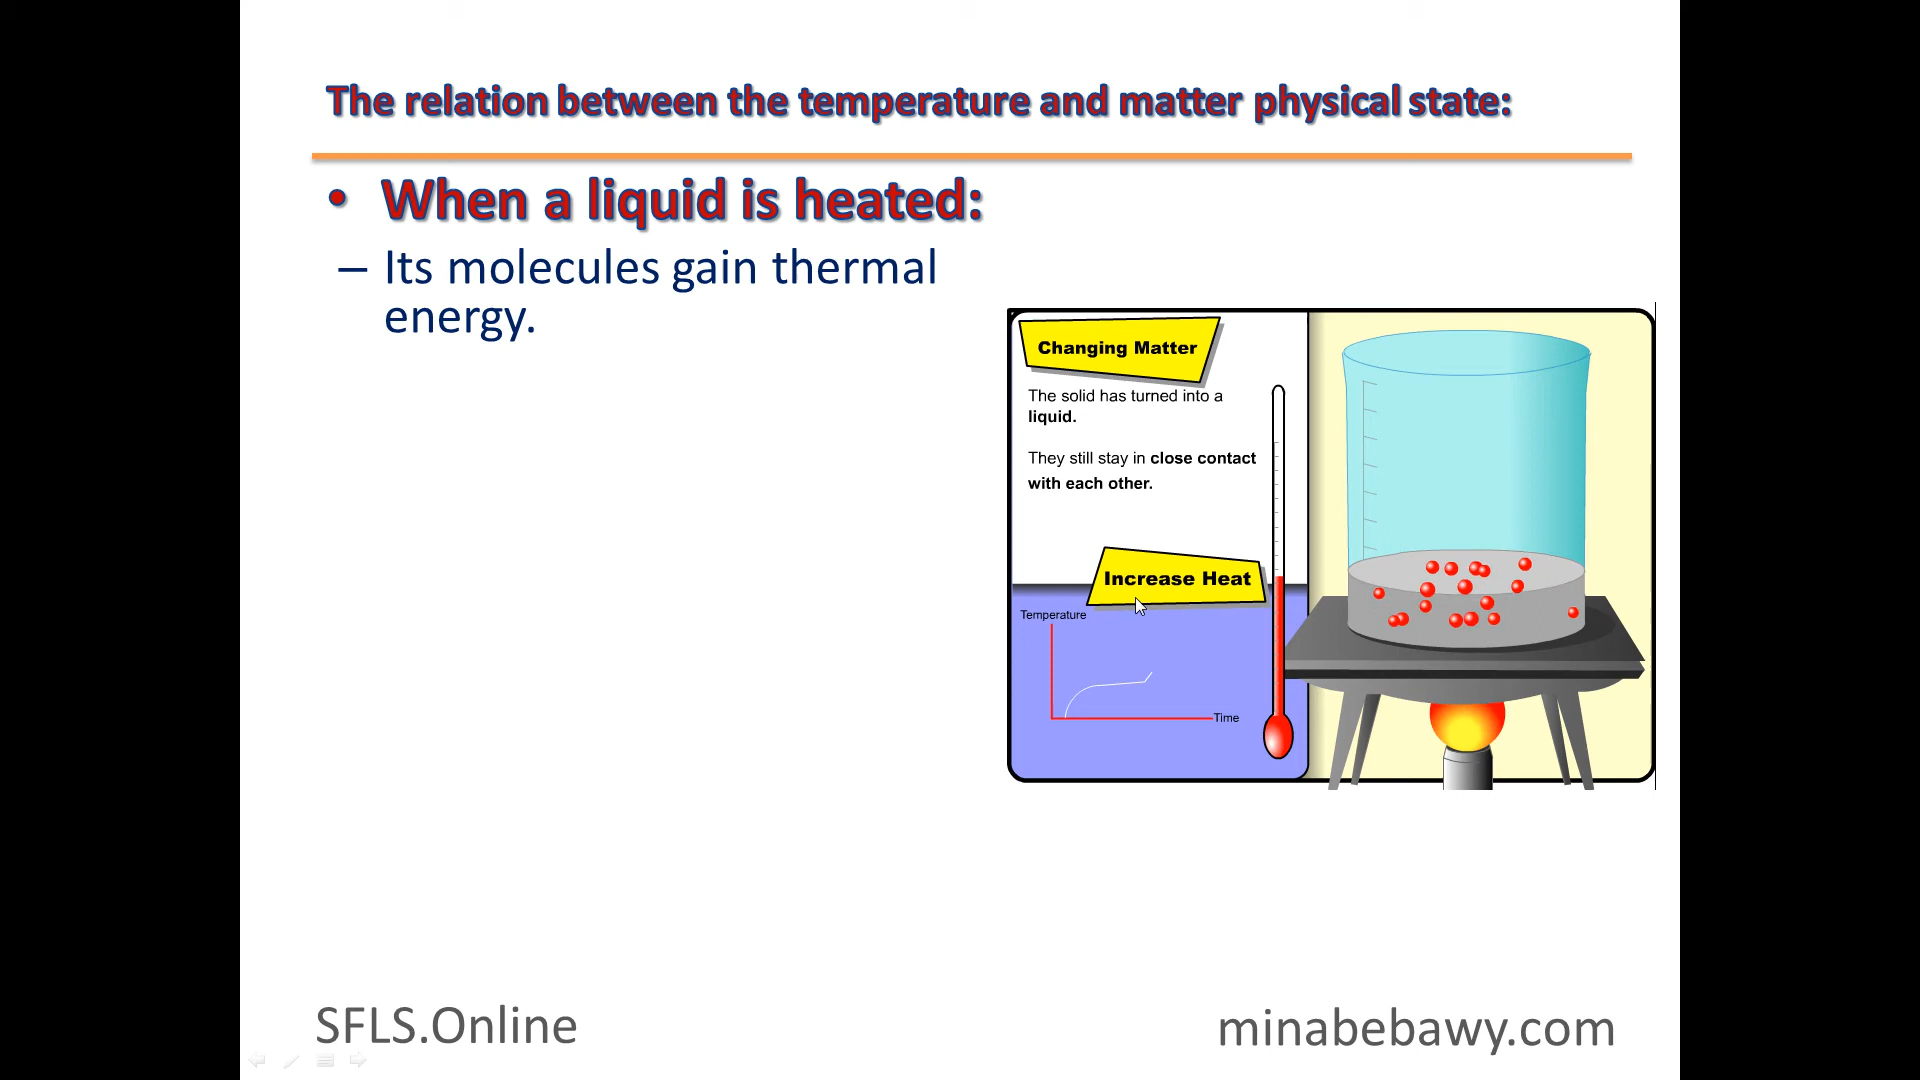 The relation between the temperature and matter physical state:
• When a liquid is heated:
– Its molecules gain thermal
energy.
Changing Matter
The solid has turned into a
liquid.
They still stay in close contact
with each other.
Increase Heat
Temperature
Time
SFLS.Online
minabebawy.com